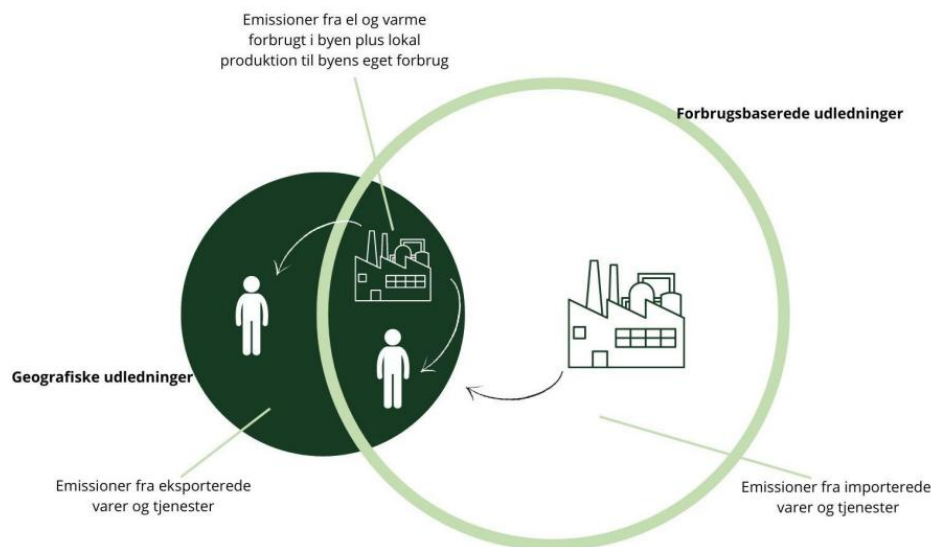 Emissioner fra el og varme
forbrugt i byen plus lokal
produktion til byens eget forbrug
Forbrugsbaserede udledninger
Geografiske udledninger
Emissioner fra eksporterede
varer og tjenester
Emissioner fra importerede
varer og tjenester